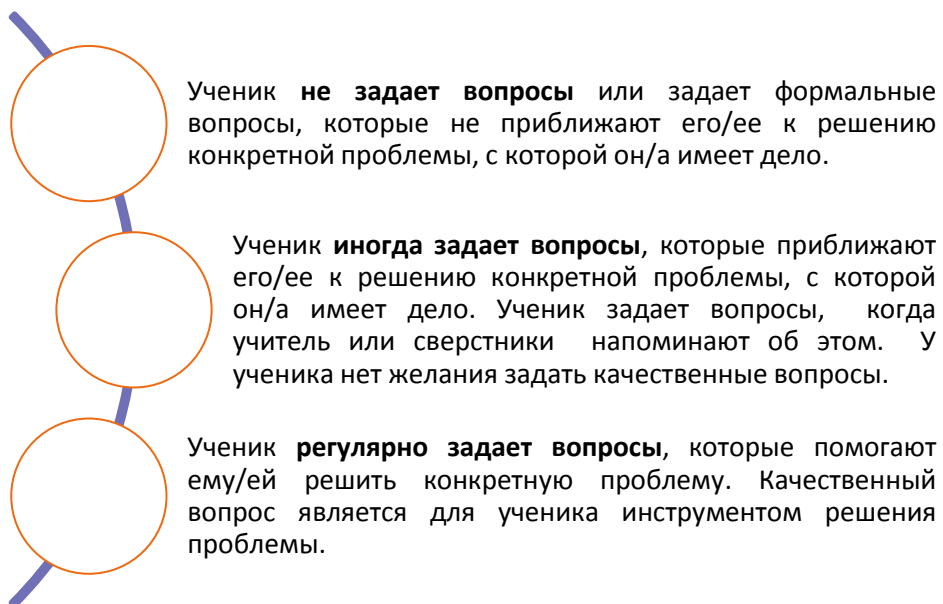 Ученик не задает вопросы или задает формальные
вопросы, которые не приближают его/ее к решению
конкретной проблемы, с которой он/а имеет дело.
Ученик иногда задает вопросы, которые приближают
его/ее к решению конкретной проблемы, с которой
он/а имеет дело. Ученик задает вопросы, когда
учитель или сверстники напоминают об этом. У
ученика нет желания задать качественные вопросы.
Ученик регулярно задает вопросы, которые помогают
ему/ей решить конкретную проблему. Качественный
вопрос является для ученика инструментом решения
проблемы.